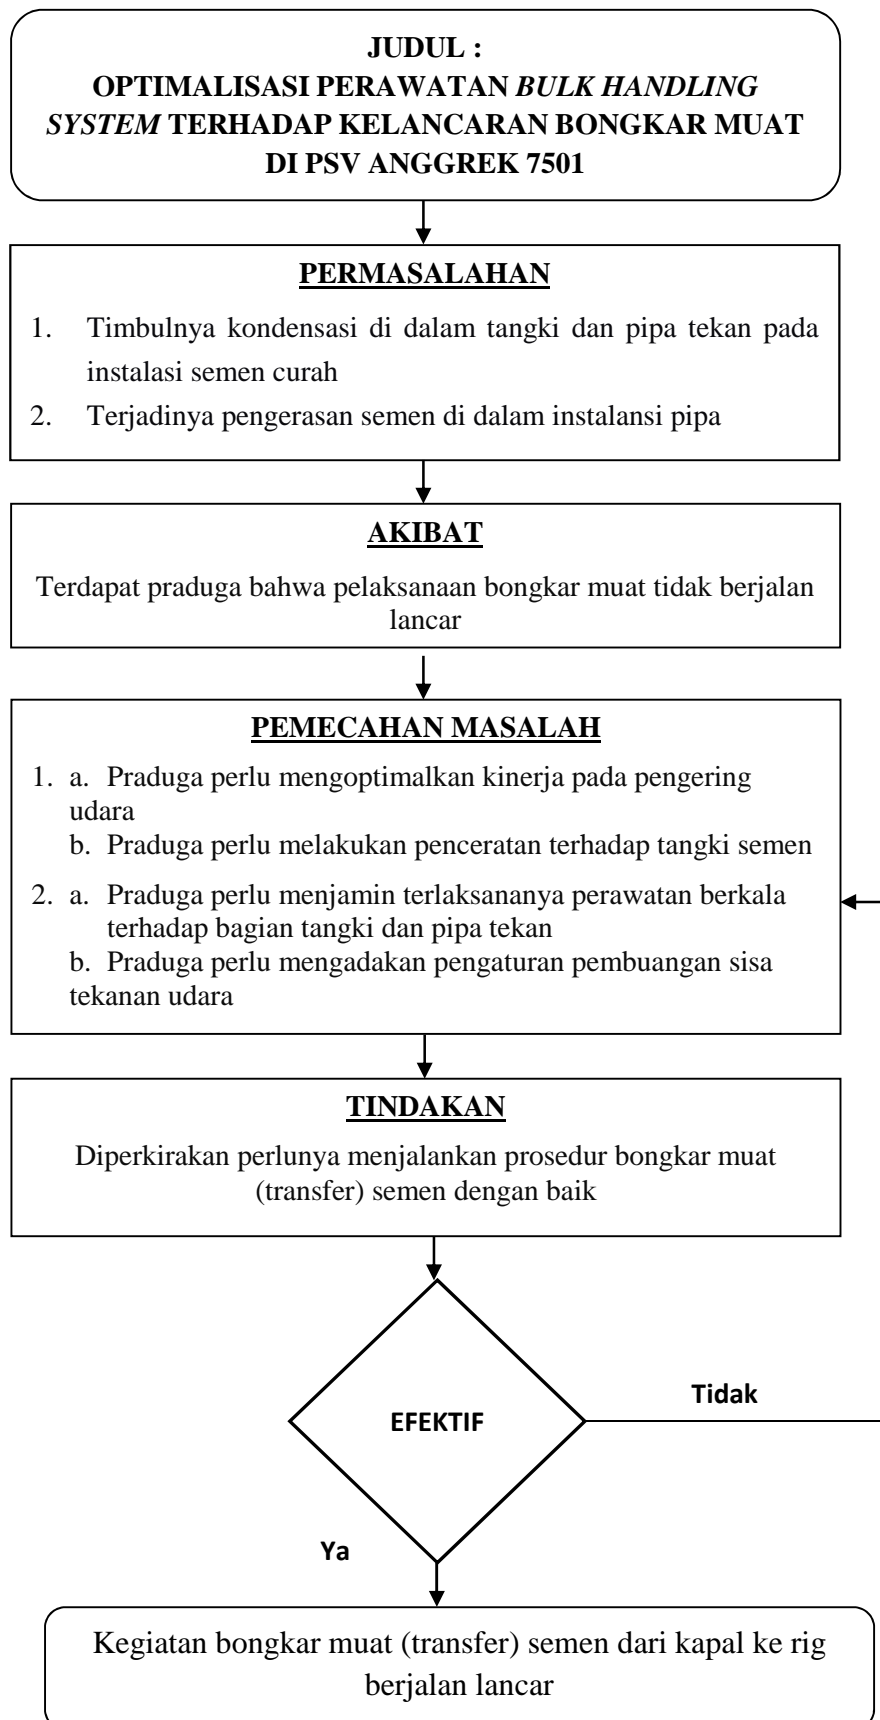 JUDUL :
OPTIMALISASI PERAWATAN BULK HANDLING
SYSTEM TERHADAP KELANCARAN BONGKAR MUAT
DI PSV ANGGREK 7501
PERMASALAHAN
1. Timbulnya kondensasi di dalam tangki dan pipa tekan pada
instalasi semen curah
2. Terjadinya pengerasan semen di dalam instalansi pipa
AKIBAT
Terdapat praduga bahwa pelaksanaan bongkar muat tidak berjalan
lancar
PEMECAHAN MASALAH
1. a. Praduga perlu mengoptimalkan kinerja pada pengering
udara
b. Praduga perlu melakukan penceratan terhadap tangki semen
2. a. Praduga perlu menjamin terlaksananya perawatan berkala
terhadap bagian tangki dan pipa tekan
b. Praduga perlu mengadakan pengaturan pembuangan sisa
tekanan udara
TINDAKAN
Diperkirakan perlunya menjalankan prosedur bongkar muat
(transfer) semen dengan baik
EFEKTIF
Tidak
Ya
Kegiatan bongkar muat (transfer) semen dari kapal ke rig
berjalan lancar